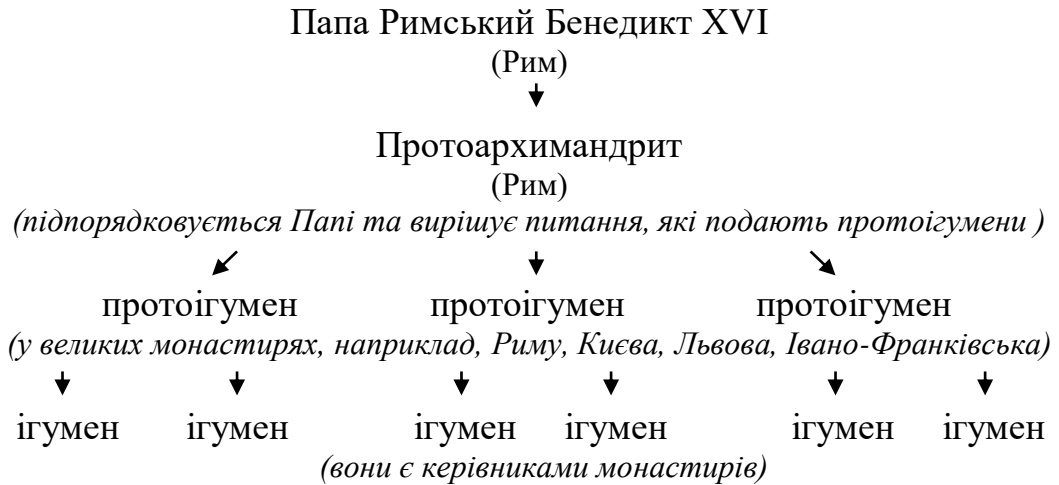 Папа Римський Бенедикт XVI
(Рим)
Протоархимандрит
(Рим)
(підпорядковується Папі та вирішує питання, які подають протоігумени )
протоігумен протоігумен протоігумен
(у великих монастирях, наприклад, Риму, Києва, Львова, Івано-Франківська)
ігумен ігумен ігумен ігумен ігумен ігумен
(вони є керівниками монастирів)